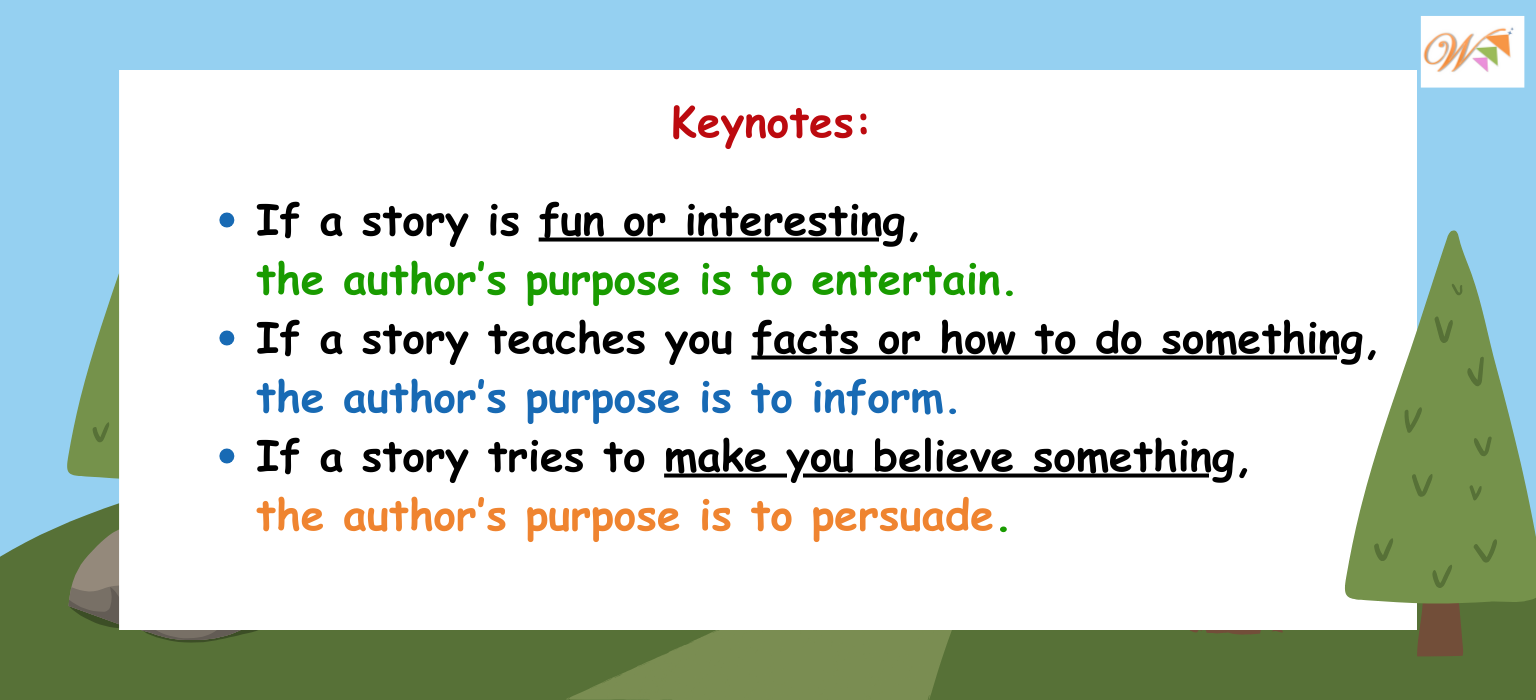 W
Keynotes:
• If a story is fun or interesting,
the author's purpose is to entertain.
• If a story teaches you facts or how to do something,
the author's purpose is to inform.
• If a story tries to make you believe something,
the author's purpose is to persuade.